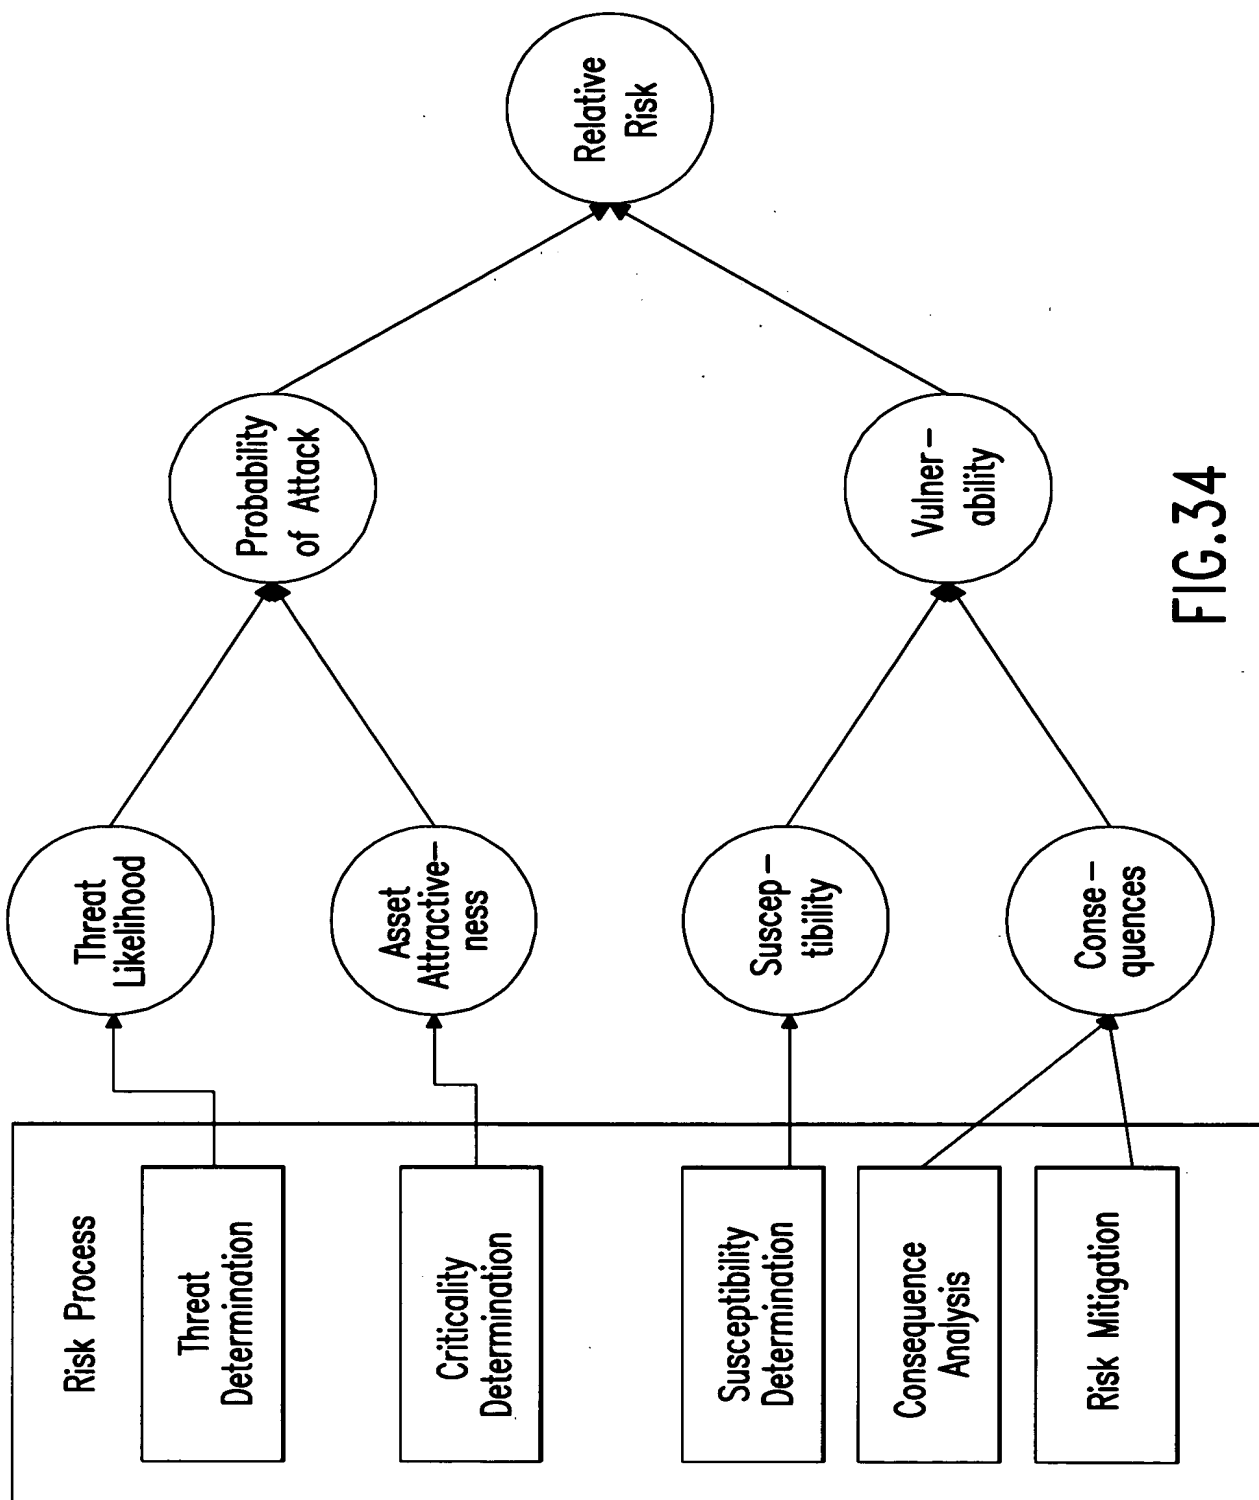 Risk Process
Threat
Determination
Criticality
Determination
Susceptibility
Determination
Consequence
Analysis
Risk Mitigation
Threat
Likelihood
Asset
Attractive–
ness
Suscep–
tibility
Conse–
quences
Probability
of Attack
Vulner–
ability
Relative
Risk
FIG.34